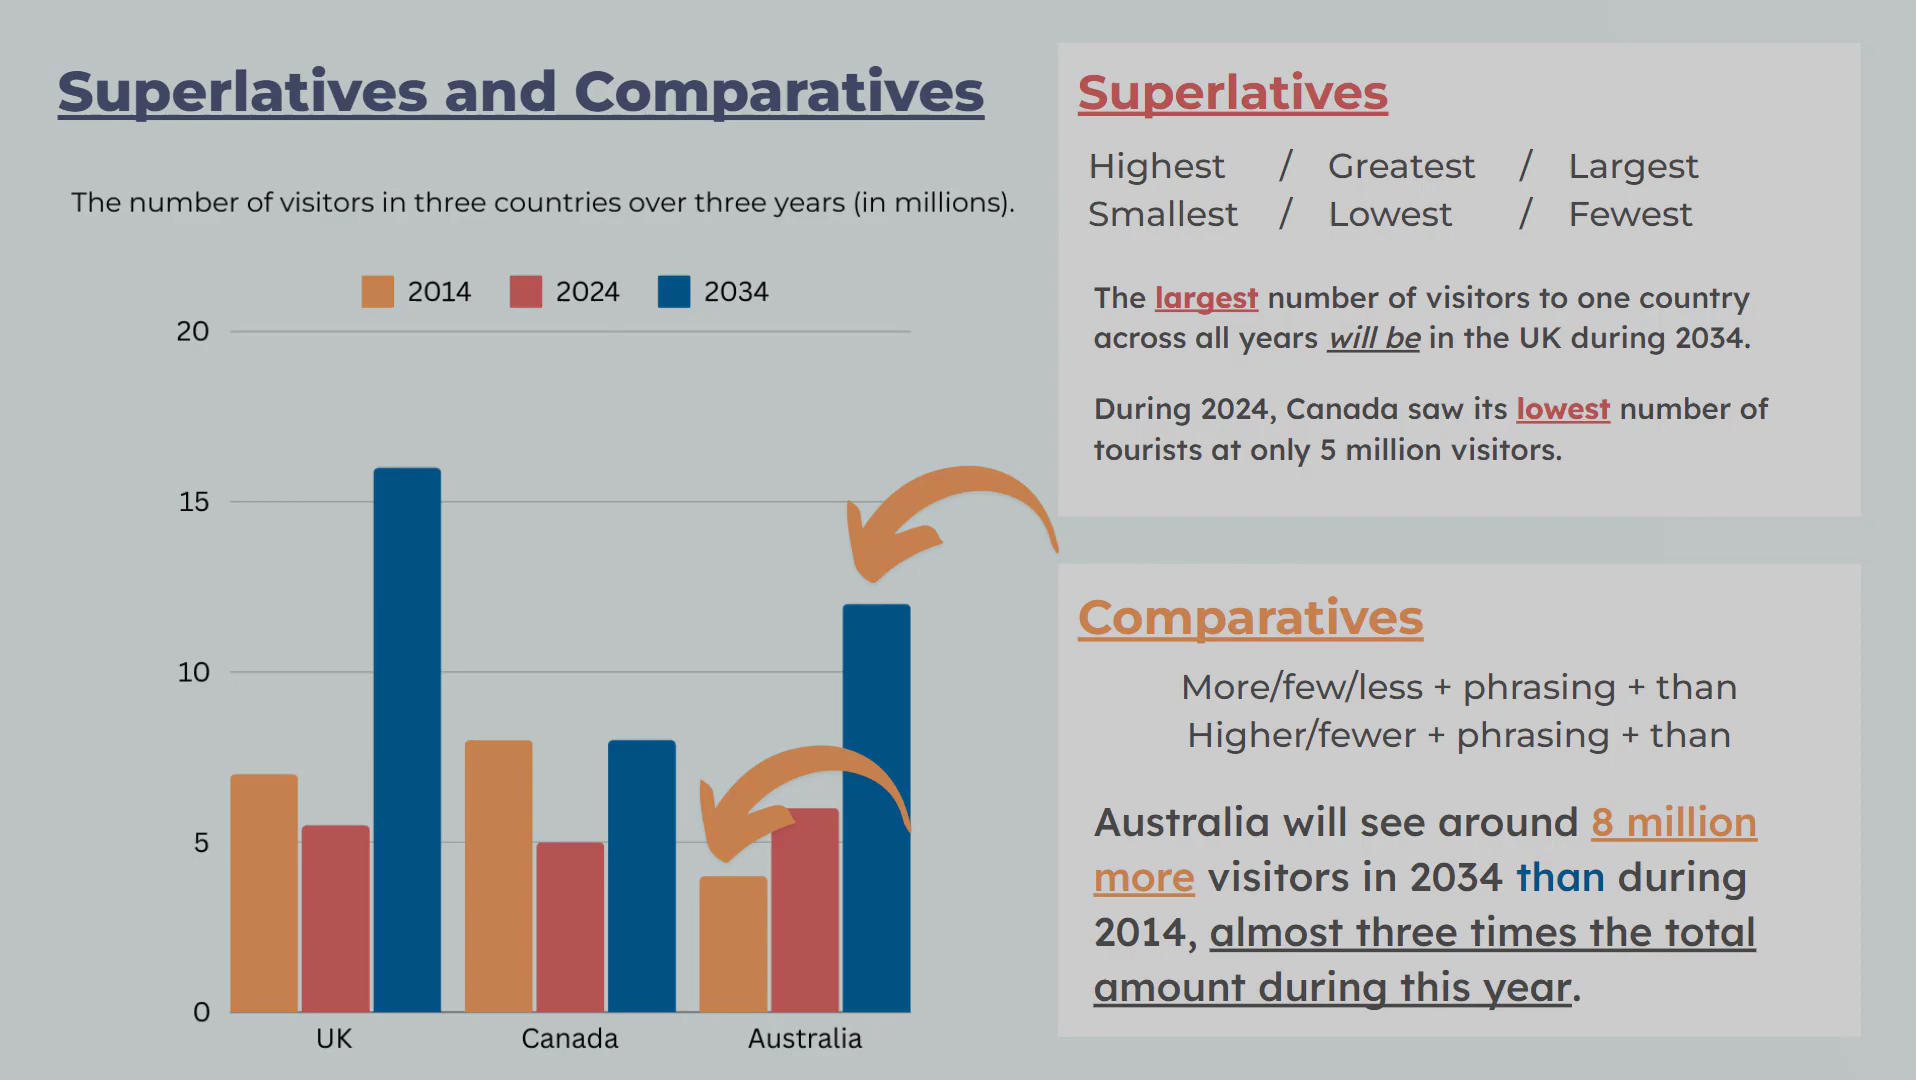 Superlatives and Comparatives
The number of visitors in three countries over three years (in millions).
2014 2024 2034
20
15
10
5
0
UK Canada Australia
Superlatives
Highest / Greatest / Largest
Smallest / Lowest / Fewest
The largest number of visitors to one country
across all years will be in the UK during 2034.
During 2024, Canada saw its lowest number of
tourists at only 5 million visitors.
Comparatives
More/few/less + phrasing + than
Higher/fewer + phrasing + than
Australia will see around 8 million
more visitors in 2034 than during
2014, almost three times the total
amount during this year.